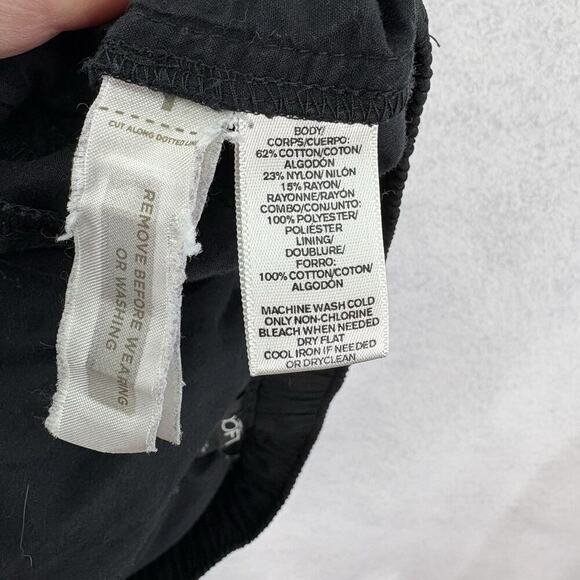 CUT ALONG DOTTED LINE
REMOVE BEFORE WEARING
OR WASHING
BODY/
CORPS/CUERPO:
62% COTTON/COTON/
ALGODÓN
23% NYLON/NILÓN
15% RAYON/
RAYONNE/RAYÓN
COMBO/CONJUNTO:
100% POLYESTER/
POLIÉSTER
LINING/
DOUBLURE/
FORRO:
100% COTTON/COTON/
ALGODÓN
MACHINE WASH COLD
ONLY NON-CHLORINE
BLEACH WHEN NEEDED
DRY FLAT
COOL IRON IF NEEDED
OR DRYCLEAN